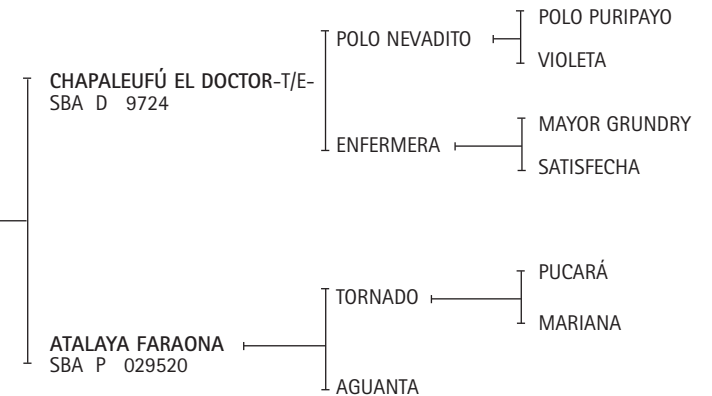 POLO PURIPAYO
POLO NEVADITO
VIOLETA
CHAPALEUFÚ EL DOCTOR-T/E-
SBA D 9724
MAYOR GRUNDRY
ENFERMERA
SATISFECHA
PUCARÁ
TORNADO
MARIANA
ATALAYA FARAONA
SBA P 029520
AGUANTA